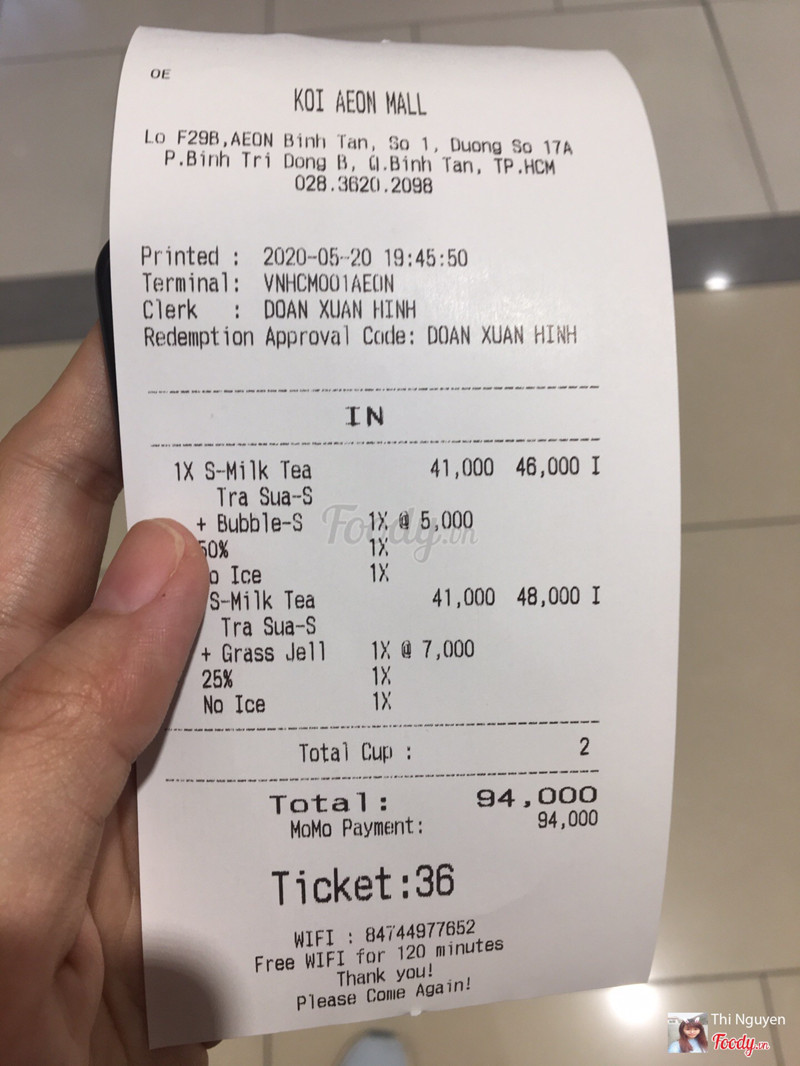 OE
KOI AEON MALL
Lo F29B,AEON Binh Tan, So 1, Duong So 17A
P.Binh Tri Dong B, Q.Binh Tan, TP.HCM
028.3620.2098
Printed : 2020-05-20 19:45:50
Terminal: VNHCM001AEON
Clerk : DOAN XUAN HINH
Redemption Approval Code: DOAN XUAN HINH
IN
1X S-Milk Tea 41,000 46,000 I
Tra Sua-S
+ Bubble-S 1X @ 5,000
50% 1X
o Ice 1X
S-Milk Tea 41,000 48,000 I
Tra Sua-S
+ Grass Jell 1X @ 7,000
25% 1X
No Ice 1X
Total Cup : 2
Total: 94,000
MoMo Payment: 94,000
Ticket:36
WIFI : 84744977652
Free WIFI for 120 minutes
Thank you!
Please Come Again!
Foody.vn
Thi Nguyen
Foody.vn